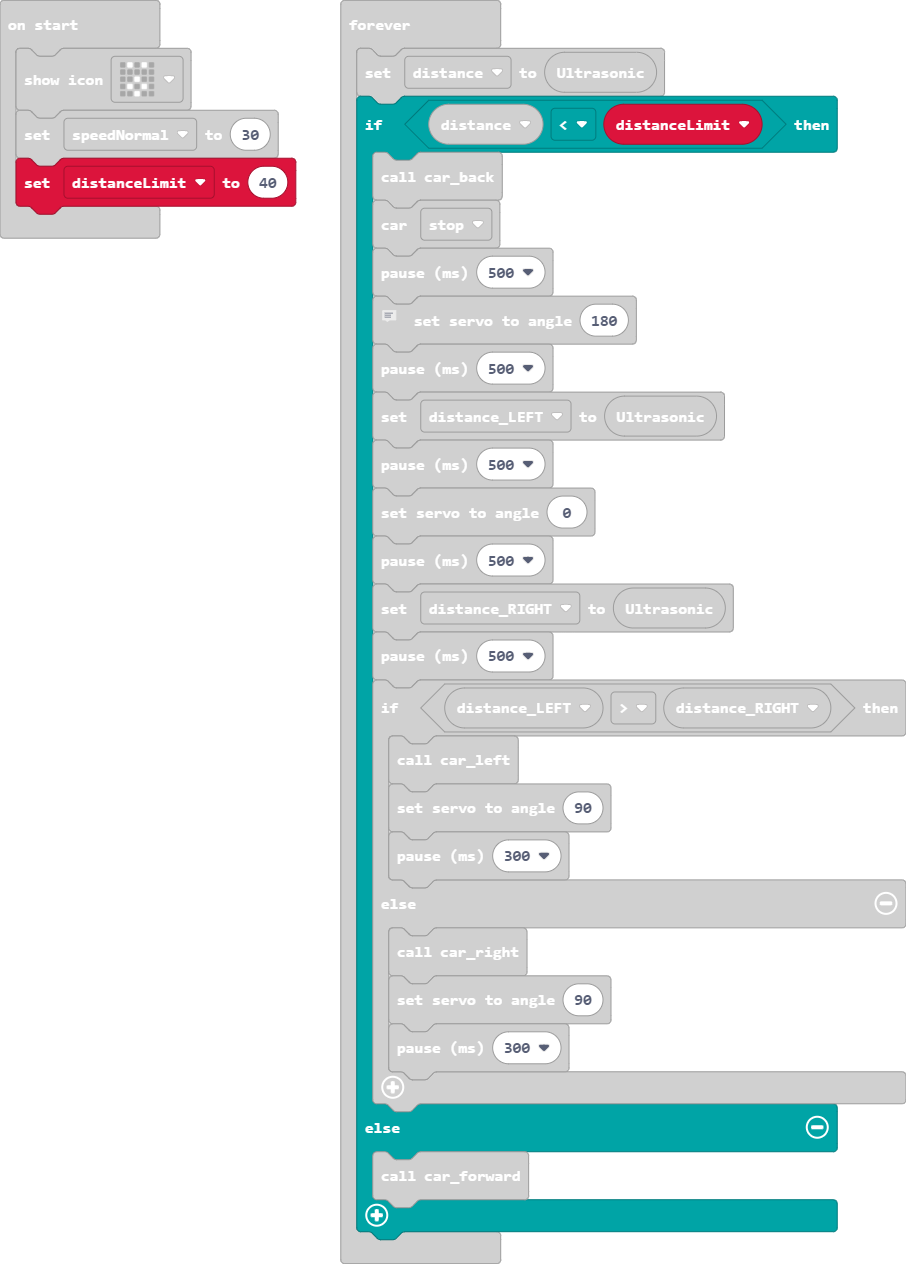 on start
show icon
set speedNormal to 30
set distanceLimit to 40
forever
set distance to Ultrasonic
if distance < distanceLimit then
call car_back
car stop
pause (ms) 500
set servo to angle 180
pause (ms) 500
set distance_LEFT to Ultrasonic
pause (ms) 500
set servo to angle 0
pause (ms) 500
set distance_RIGHT to Ultrasonic
pause (ms) 500
if distance_LEFT > distance_RIGHT then
call car_left
set servo to angle 90
pause (ms) 300
else
call car_right
set servo to angle 90
pause (ms) 300
else
call car_forward